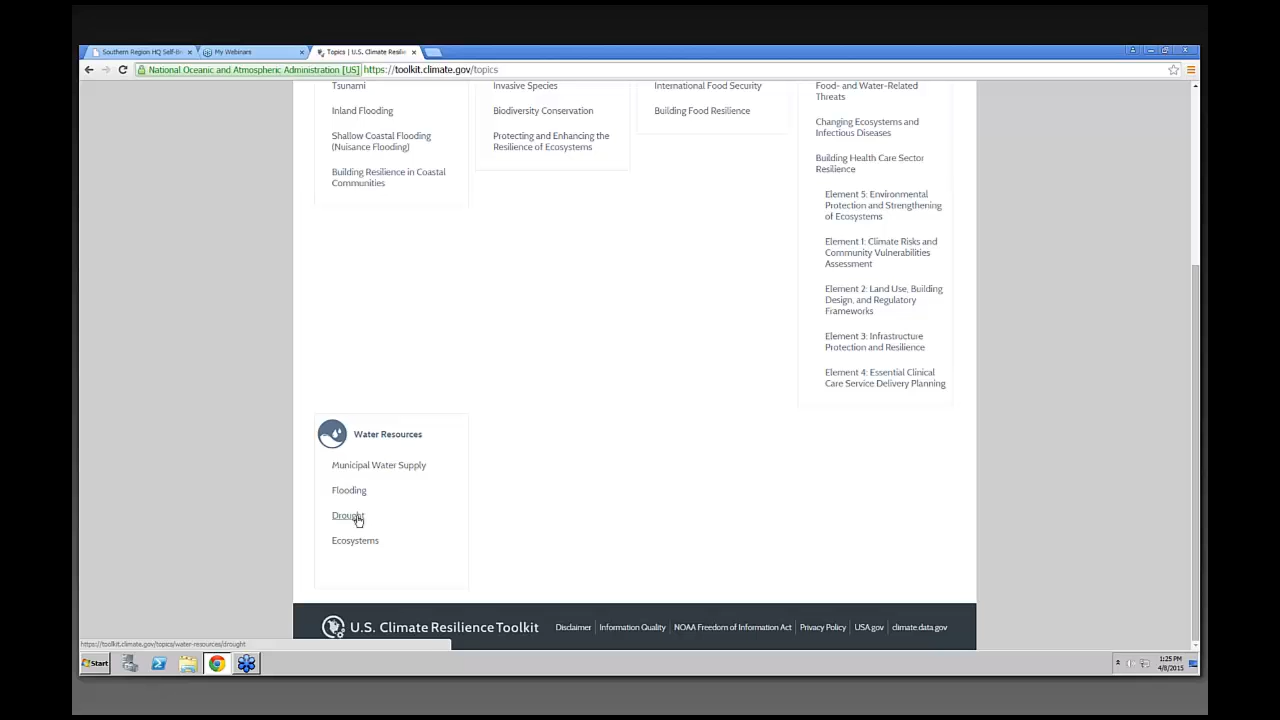 Southern Region HQ Self-Br
My Webinars
Topics | U.S. Climate Resilie
National Oceanic and Atmospheric Administration [US]
https://toolkit.climate.gov/topics
Tsunami
Inland Flooding
Shallow Coastal Flooding
(Nuisance Flooding)
Building Resilience in Coastal
Communities
Invasive Species
Biodiversity Conservation
Protecting and Enhancing the
Resilience of Ecosystems
International Food Security
Building Food Resilience
Food- and Water-Related
Threats
Changing Ecosystems and
Infectious Diseases
Building Health Care Sector
Resilience
Element 5: Environmental
Protection and Strengthening
of Ecosystems
Element 1: Climate Risks and
Community Vulnerabilities
Assessment
Element 2: Land Use, Building
Design, and Regulatory
Frameworks
Element 3: Infrastructure
Protection and Resilience
Element 4: Essential Clinical
Care Service Delivery Planning
Water Resources
Municipal Water Supply
Flooding
Drought
Ecosystems
U.S. Climate Resilience Toolkit
Disclaimer
Information Quality
NOAA Freedom of Information Act
Privacy Policy
USA.gov
climate.data.gov
https://toolkit.climate.gov/topics/water-resources/drought
Start
1:25 PM
4/8/2015